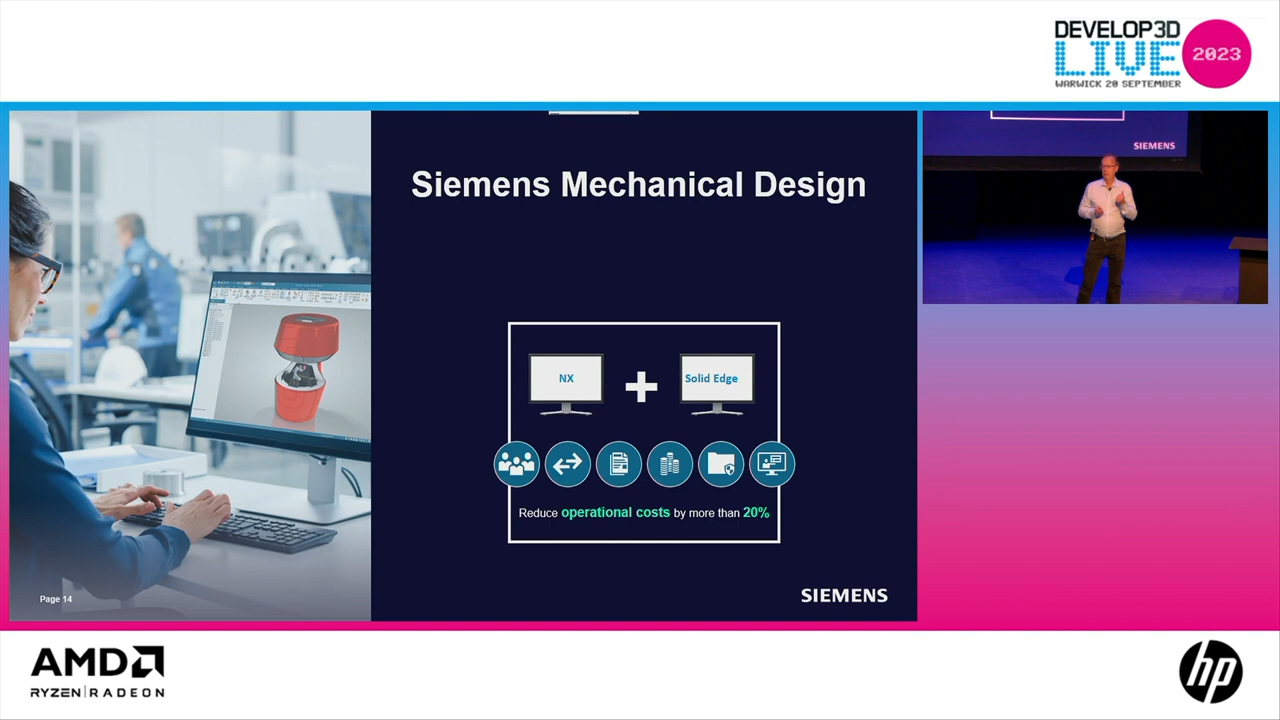 DEVELOP3D
LIVE
2023
WARWICK 20 SEPTEMBER
Siemens Mechanical Design
SIEMENS
NX
Solid Edge
Reduce operational costs by more than 20%
Page 14
SIEMENS
AMD
RYZEN | RADEON
hp